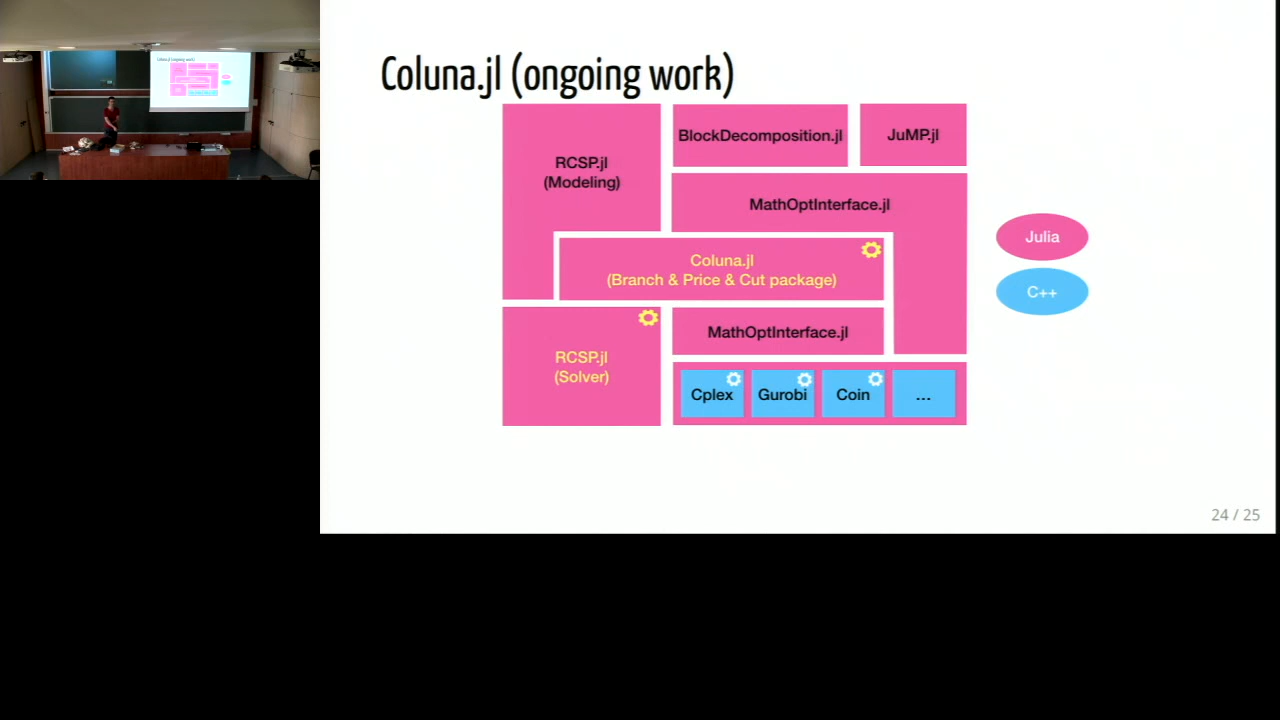 Coluna.jl (ongoing work)
RCSP.jl
(Modeling)
BlockDecomposition.jl
JuMP.jl
MathOptInterface.jl
Julia
Coluna.jl
(Branch & Price & Cut package)
C++
MathOptInterface.jl
RCSP.jl
(Solver)
Cplex
Gurobi
Coin
...
24 / 25